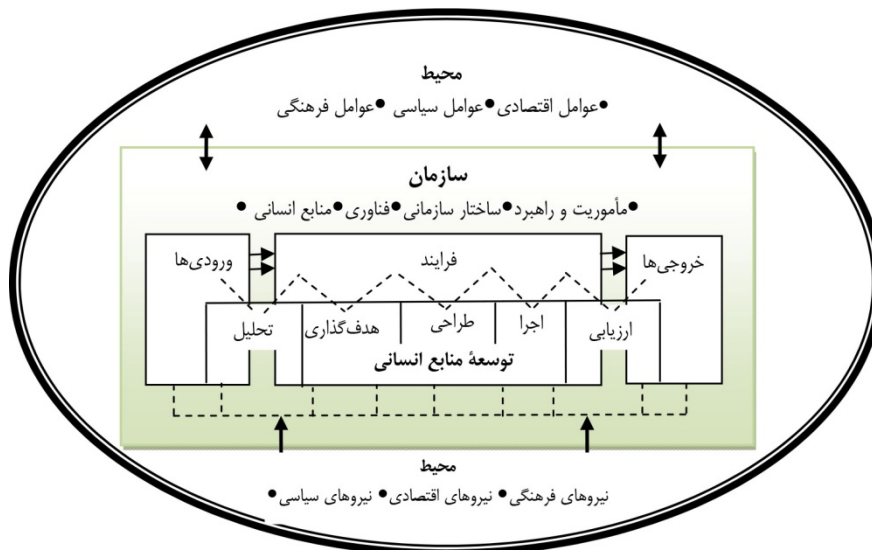 محیط
●عوامل اقتصادی ●عوامل سیاسی ●عوامل فرهنگی
سازمان
●مأموریت و راهبرد ●ساختار سازمانی ●فناوری ●منابع انسانی ●
خروجی‌ها
فرایند
ورودی‌ها
ارزیابی
اجرا
طراحی
هدف‌گذاری
تحلیل
توسعهٔ منابع انسانی
محیط
نیروهای فرهنگی ●نیروهای اقتصادی ●نیروهای سیاسی ●